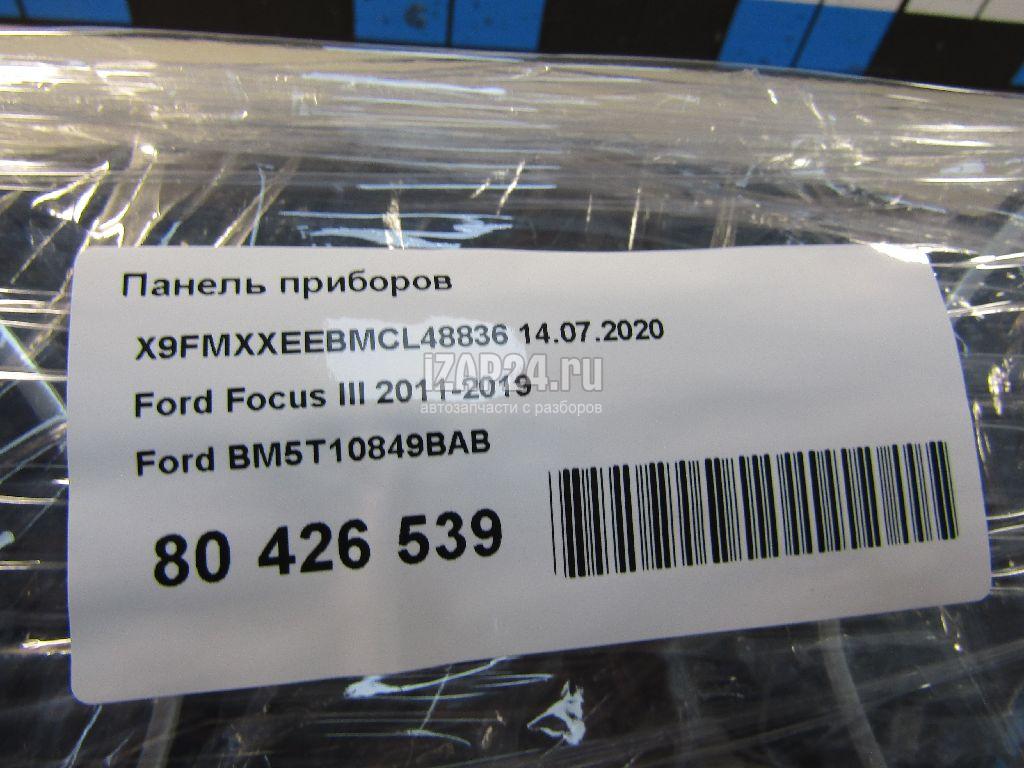 Панель приборов
X9FMXXEEBMCL48836 14.07.2020
iZAP24.ru
Ford Focus III 2011-2019
автозапчасти с разборов
Ford BM5T10849BAB
80 426 539